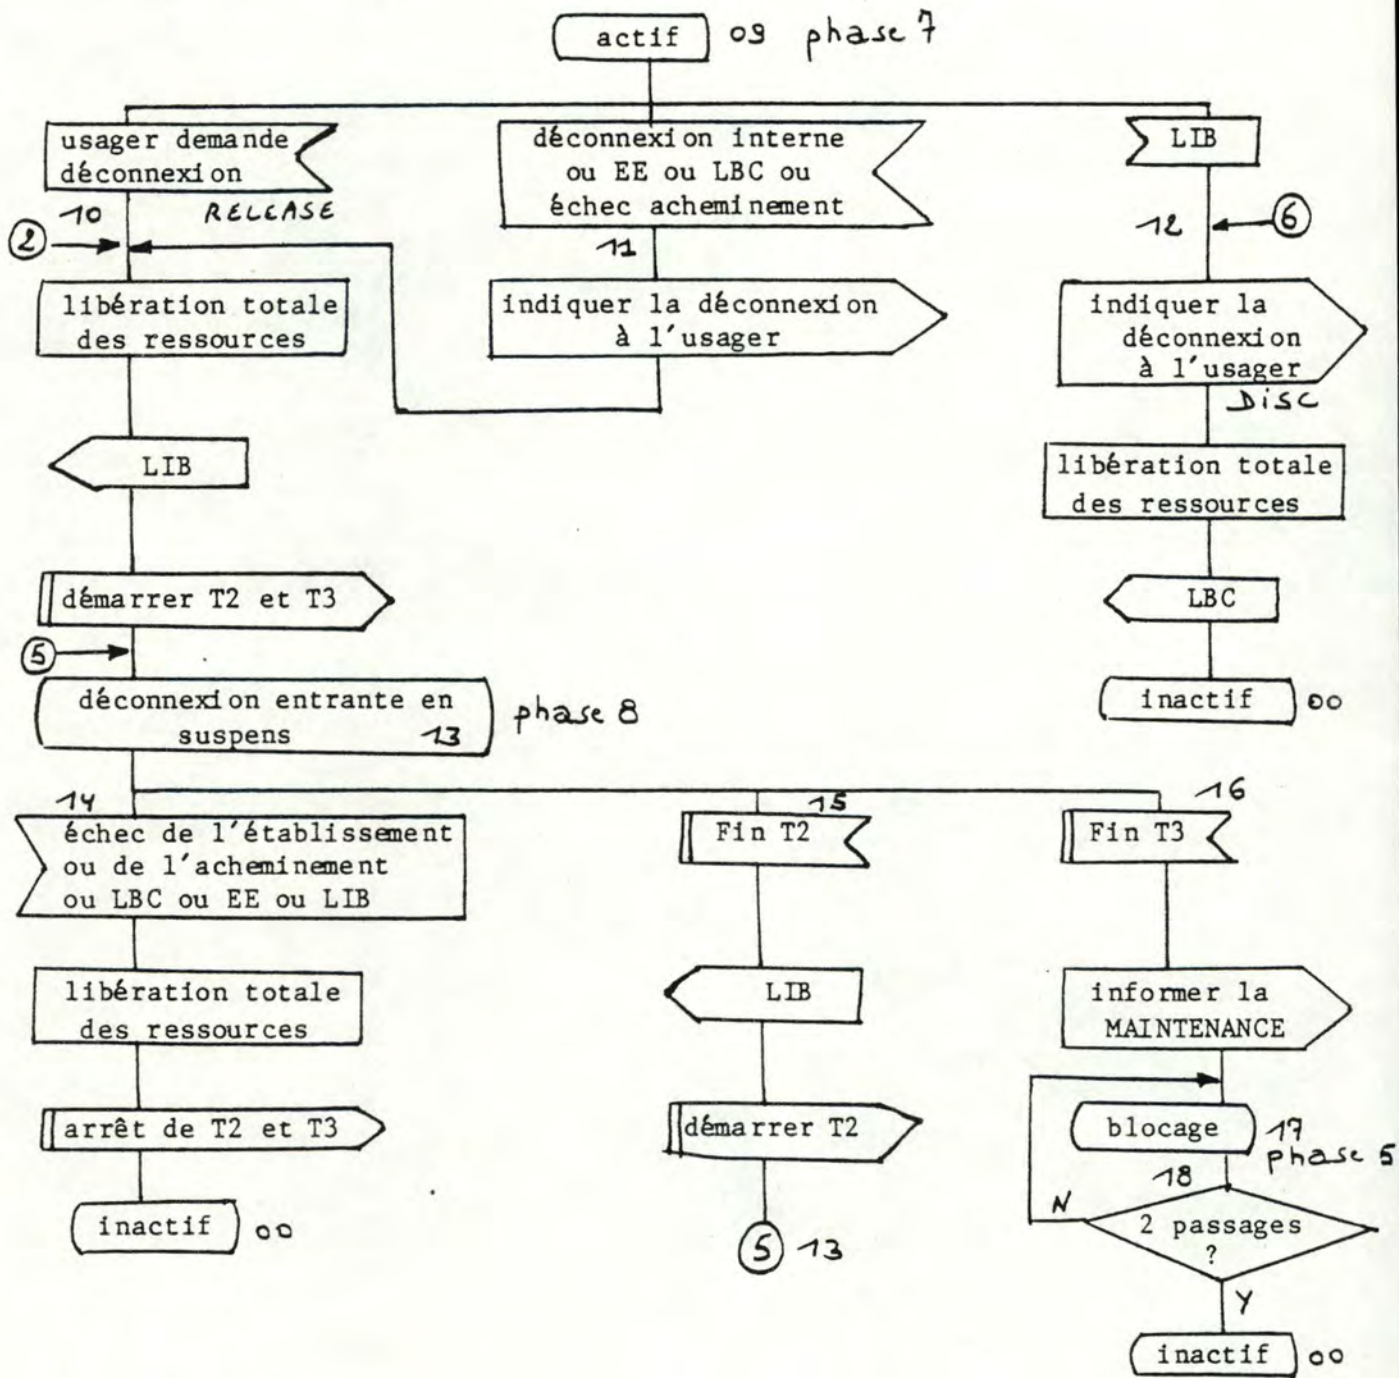 actif 09 phase 7
usager demande
déconnexion
10 RELEASE
2
libération totale
des ressources
LIB
démarrer T2 et T3
5
déconnexion interne
ou EE ou LBC ou
échec acheminement
11
indiquer la déconnexion
à l'usager
LIB
12
6
indiquer la
déconnexion
à l'usager
DISC
libération totale
des ressources
LBC
inactif 00
déconnexion entrante en
suspens 13
phase 8
14
échec de l'établissement
ou de l'acheminement
ou LBC ou EE ou LIB
libération totale
des ressources
arrêt de T2 et T3
inactif 00
15
Fin T2
LIB
démarrer T2
5 13
16
Fin T3
informer la
MAINTENANCE
blocage 17
phase 5
18
N
2 passages
?
Y
inactif 00